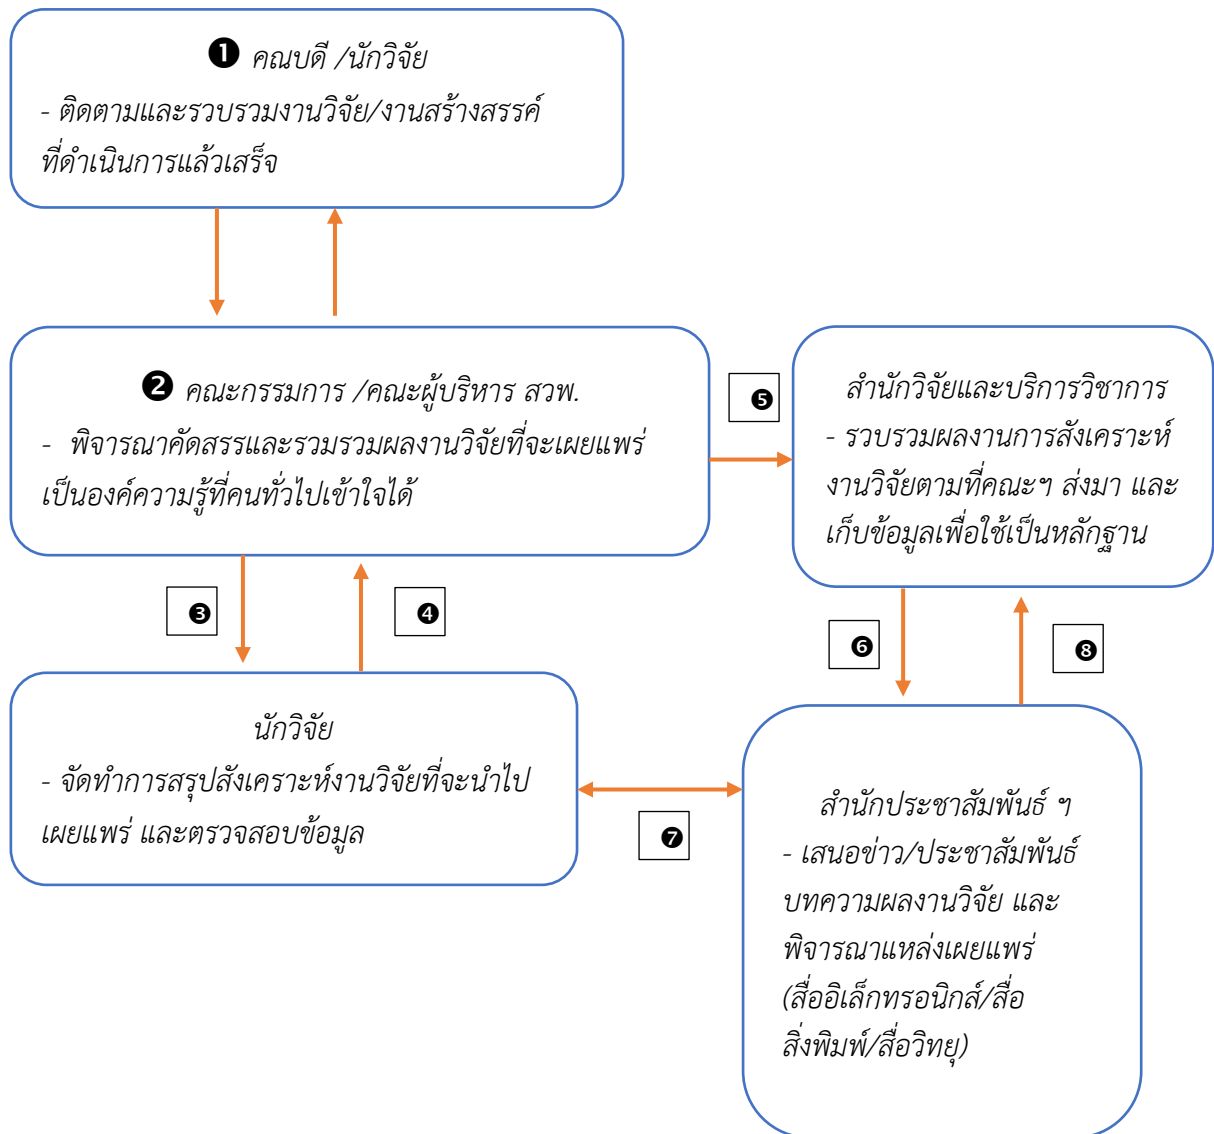 ❶ คณบดี /นักวิจัย
- ติดตามและรวบรวมงานวิจัย/งานสร้างสรรค์
ที่ดำเนินการแล้วเสร็จ
❷ คณะกรรมการ /คณะผู้บริหาร สวพ.
- พิจารณาคัดสรรและรวมรวมผลงานวิจัยที่จะเผยแพร่
เป็นองค์ความรู้ที่คนทั่วไปเข้าใจได้
❺
สำนักวิจัยและบริการวิชาการ
- รวบรวมผลงานการสังเคราะห์
งานวิจัยตามที่คณะฯ ส่งมา และ
เก็บข้อมูลเพื่อใช้เป็นหลักฐาน
❸
❹
❻
❽
นักวิจัย
- จัดทำการสรุปสังเคราะห์งานวิจัยที่จะนำไป
เผยแพร่ และตรวจสอบข้อมูล
❼
สำนักประชาสัมพันธ์ ฯ
- เสนอข่าว/ประชาสัมพันธ์
บทความผลงานวิจัย และ
พิจารณาแหล่งเผยแพร่
(สื่ออิเล็กทรอนิกส์/สื่อ
สิ่งพิมพ์/สื่อวิทยุ)